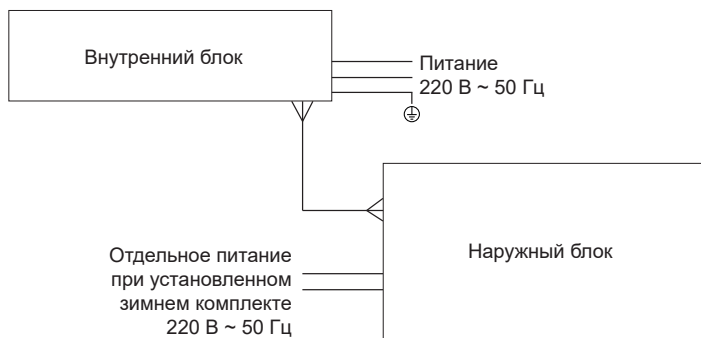 Внутренний блок
Питание
220 В ~ 50 Гц
Наружный блок
Отдельное питание
при установленном
зимнем комплекте
220 В ~ 50 Гц